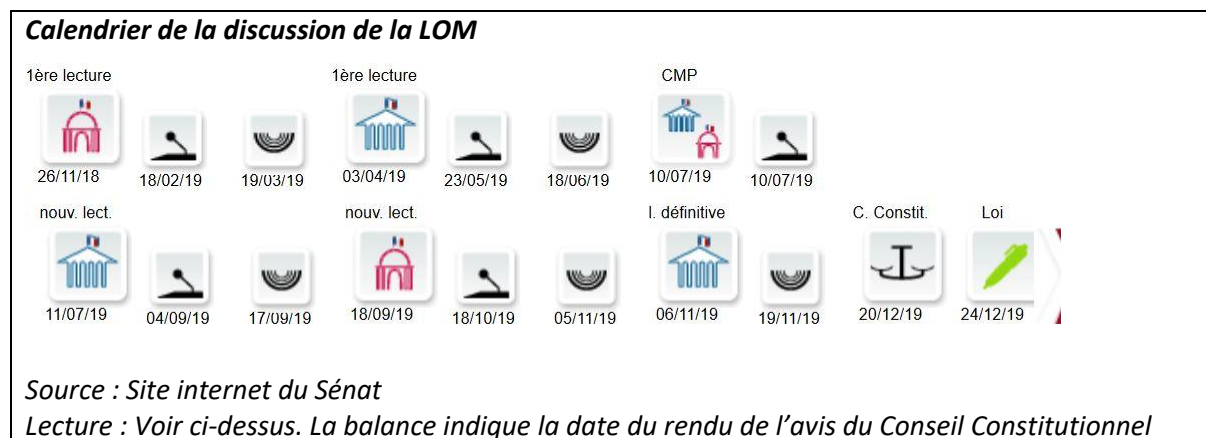 Calendrier de la discussion de la LOM
1ère lecture 1ère lecture CMP
26/11/18 18/02/19 19/03/19 03/04/19 23/05/19 18/06/19 10/07/19 10/07/19
nouv. lect. nouv. lect. l. définitive C. Constit. Loi
11/07/19 04/09/19 17/09/19 18/09/19 18/10/19 05/11/19 06/11/19 19/11/19 20/12/19 24/12/19
Source : Site internet du Sénat
Lecture : Voir ci-dessus. La balance indique la date du rendu de l’avis du Conseil Constitutionnel